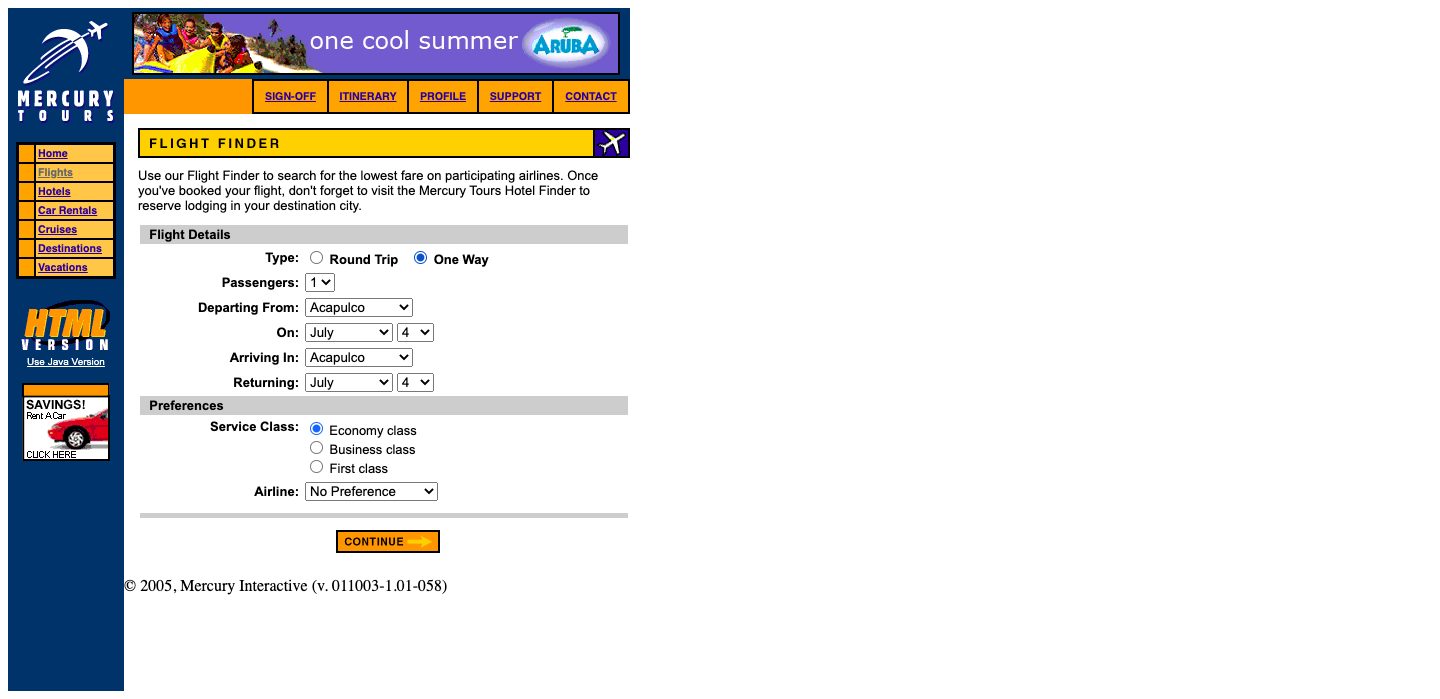 one cool summer ARUBA
MERCURY
TOURS
SIGN-OFF ITINERARY PROFILE SUPPORT CONTACT
Home
Flights
Hotels
Car Rentals
Cruises
Destinations
Vacations
HTML
VERSION
Use Java Version
SAVINGS!
Rent A Car
CLICK HERE
FLIGHT FINDER
Use our Flight Finder to search for the lowest fare on participating airlines. Once
you've booked your flight, don't forget to visit the Mercury Tours Hotel Finder to
reserve lodging in your destination city.
Flight Details
Type: Round Trip One Way
Passengers: 1
Departing From: Acapulco
On: July 4
Arriving In: Acapulco
Returning: July 4
Preferences
Service Class: Economy class
Business class
First class
Airline: No Preference
CONTINUE
© 2005, Mercury Interactive (v. 011003-1.01-058)